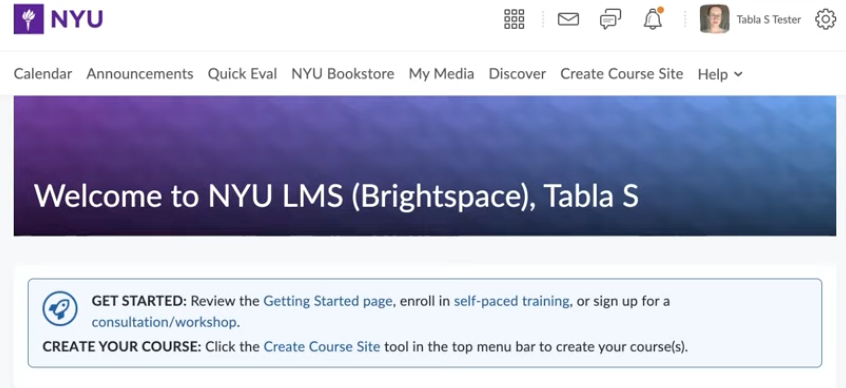 NYU
Tabla S Tester
Calendar Announcements Quick Eval NYU Bookstore My Media Discover Create Course Site Help
Welcome to NYU LMS (Brightspace), Tabla S
GET STARTED: Review the Getting Started page, enroll in self-paced training, or sign up for a
consultation/workshop.
CREATE YOUR COURSE: Click the Create Course Site tool in the top menu bar to create your course(s).